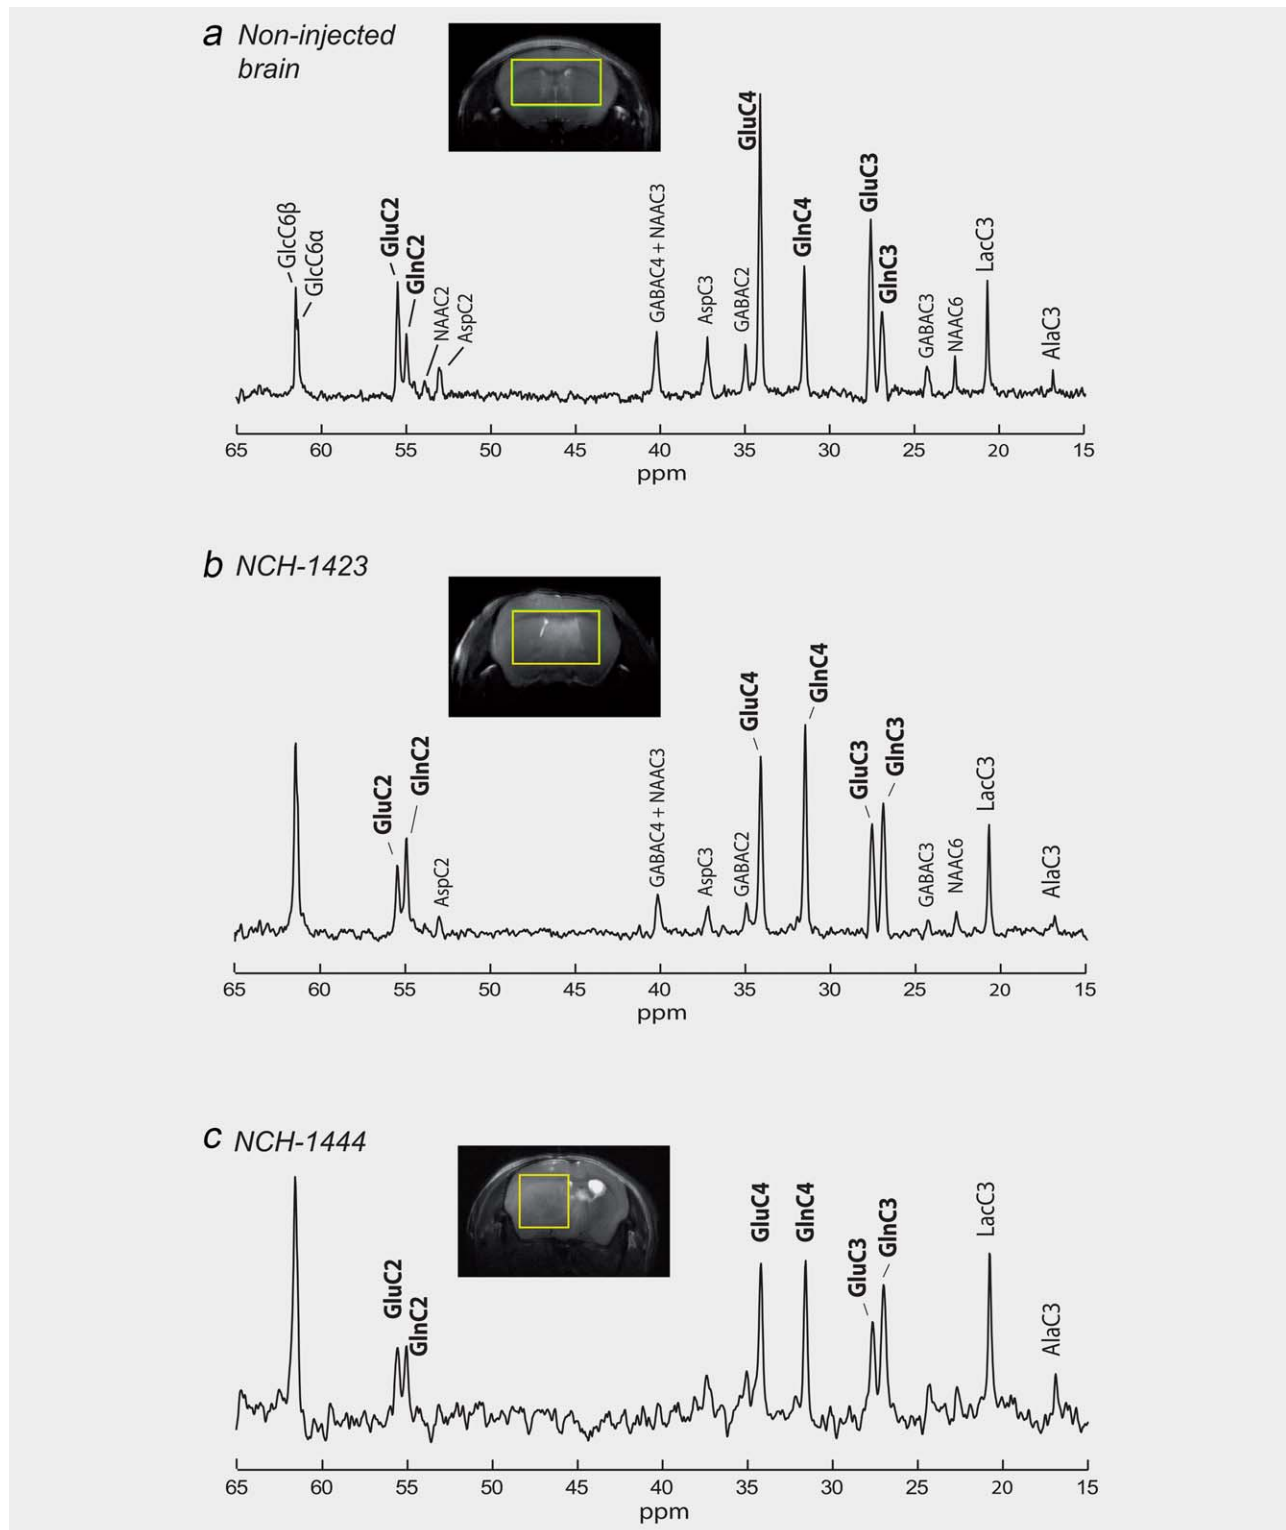 a Non-injected
brain
GlcC6β
GlcC6α
GluC2
GlnC2
NAAC2
AspC2
GABAC4 + NAAC3
AspC3
GABAC2
GluC4
GlnC4
GluC3
GlnC3
GABAC3
NAAC6
LacC3
AlaC3
65 60 55 50 45 40 35 30 25 20 15
ppm
b NCH-1423
GluC2
GlnC2
AspC2
GABAC4 + NAAC3
AspC3
GABAC2
GluC4
GlnC4
GluC3
GlnC3
GABAC3
NAAC6
LacC3
AlaC3
65 60 55 50 45 40 35 30 25 20 15
ppm
c NCH-1444
GluC2
GlnC2
GluC4
GlnC4
GluC3
GlnC3
LacC3
AlaC3
65 60 55 50 45 40 35 30 25 20 15
ppm